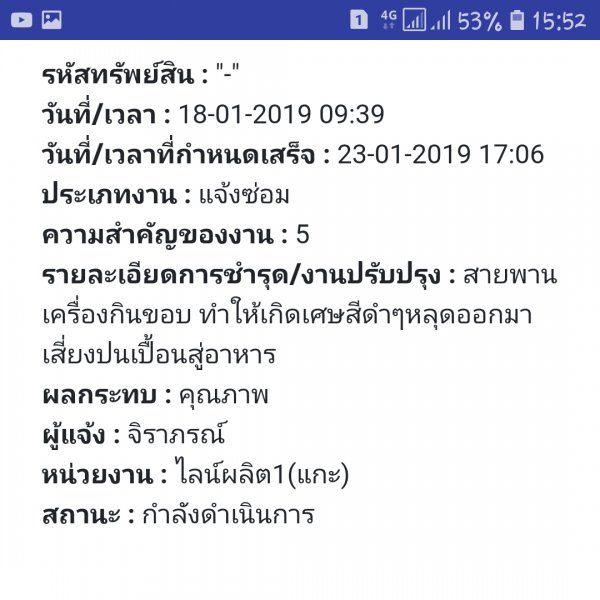 1 4G 53% 15:52
รหัสทรัพย์สิน : "-"
วันที่/เวลา : 18-01-2019 09:39
วันที่/เวลาที่กำหนดเสร็จ : 23-01-2019 17:06
ประเภทงาน : แจ้งซ่อม
ความสำคัญของงาน : 5
รายละเอียดการชำรุด/งานปรับปรุง : สายพาน
เครื่องกินขอบ ทำให้เกิดเศษสีดำๆหลุดออกมา
เสี่ยงปนเปื้อนสู่อาหาร
ผลกระทบ : คุณภาพ
ผู้แจ้ง : จิราภรณ์
หน่วยงาน : ไลน์ผลิต1(แกะ)
สถานะ : กำลังดำเนินการ